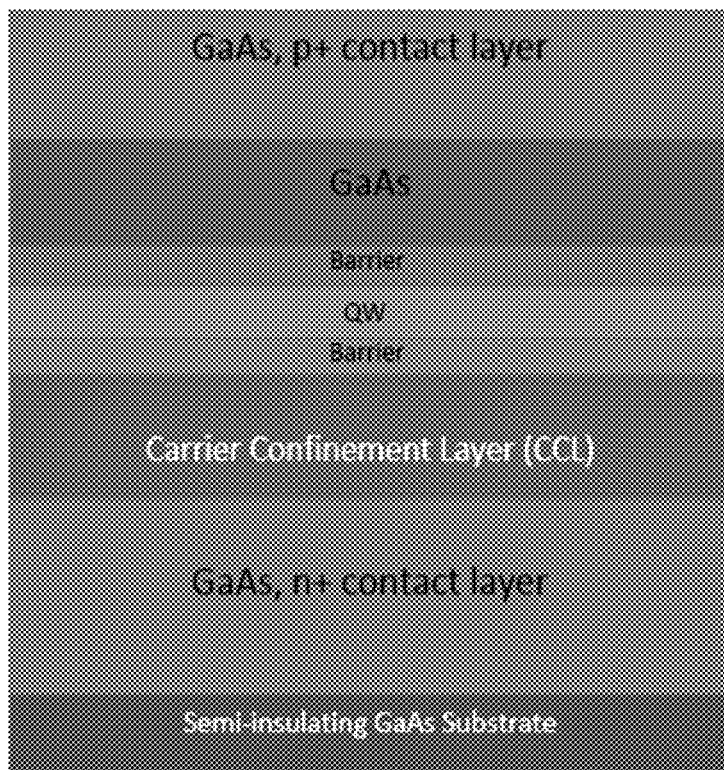 GaAs, p+ contact layer
GaAs
Barrier
QW
Barrier
Carrier Confinement Layer (CCL)
GaAs, n+ contact layer
Semi-insulating GaAs Substrate